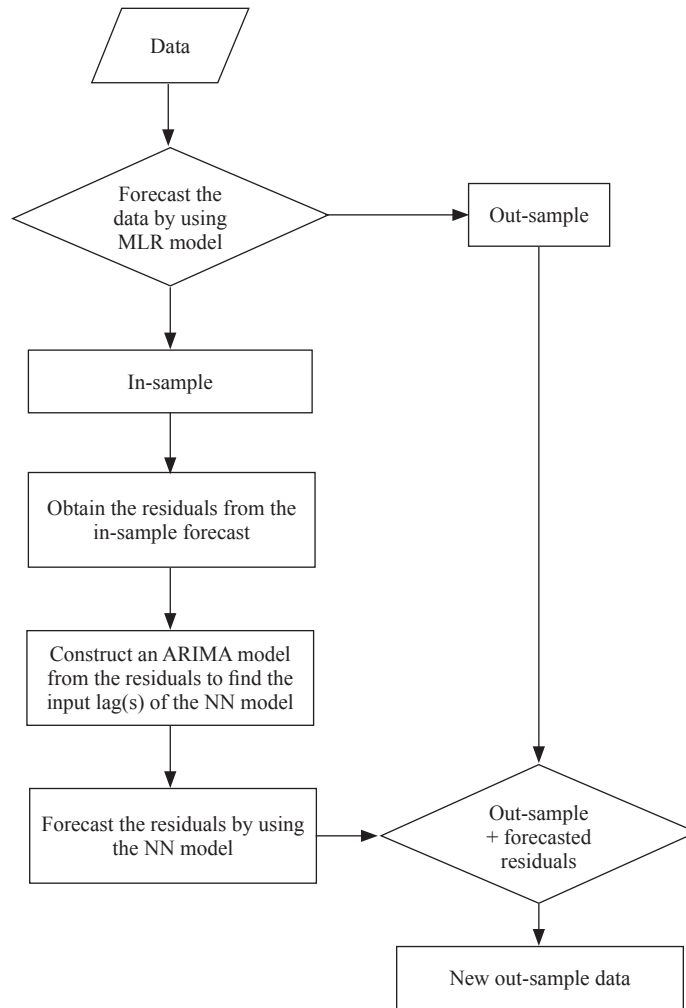 Data
Forecast the
data by using
MLR model
Out-sample
In-sample
Obtain the residuals from the
in-sample forecast
Construct an ARIMA model
from the residuals to find the
input lag(s) of the NN model
Forecast the residuals by using
the NN model
Out-sample
+ forecasted
residuals
New out-sample data